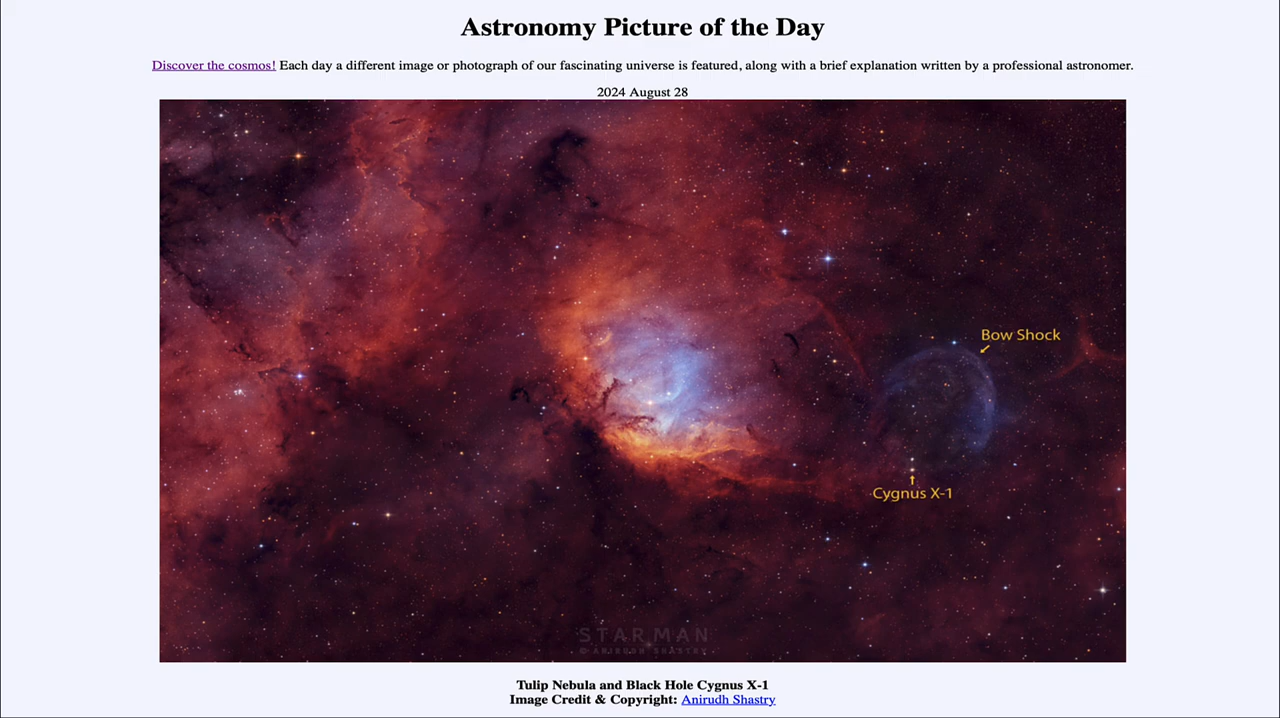 Astronomy Picture of the Day
Discover the cosmos! Each day a different image or photograph of our fascinating universe is featured, along with a brief explanation written by a professional astronomer.
2024 August 28
Bow Shock
Cygnus X-1
STARMAN
© ANIRUDH SHASTRY
Tulip Nebula and Black Hole Cygnus X-1
Image Credit & Copyright: Anirudh Shastry